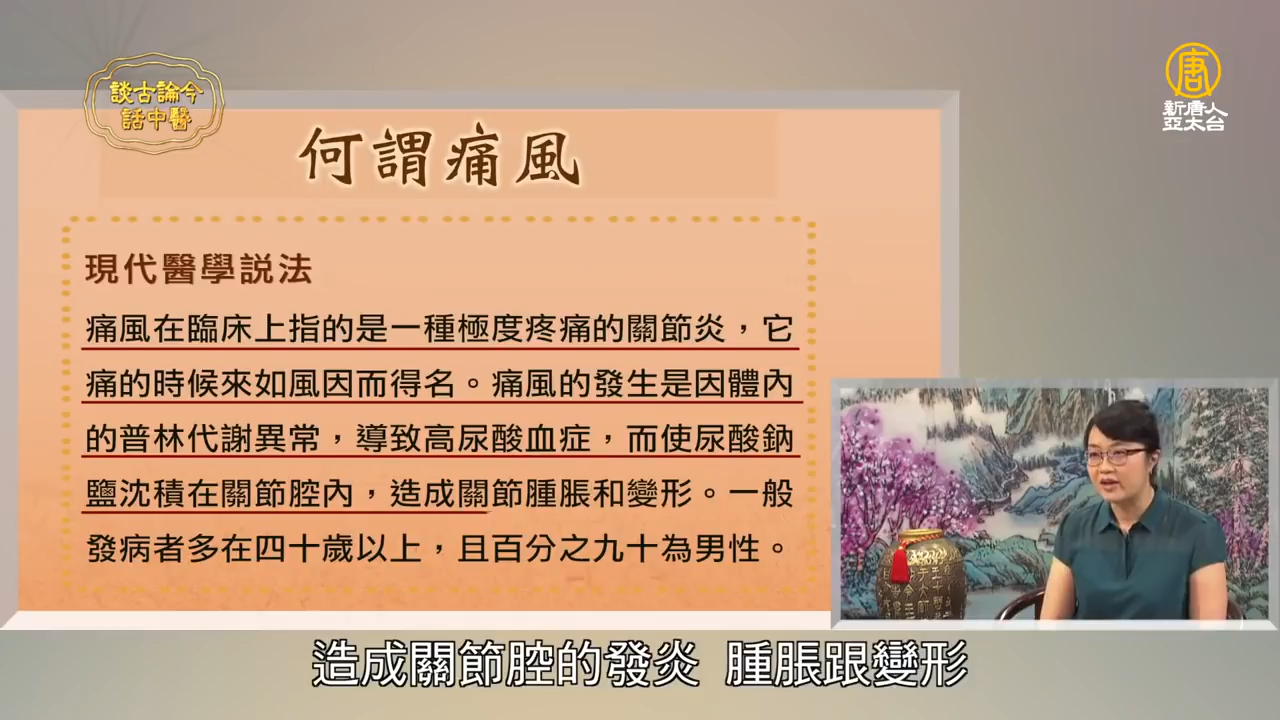 談古論今
話中醫
唐
新唐人
亞太台
何謂痛風
現代醫學説法
痛風在臨床上指的是一種極度疼痛的關節炎，它
痛的時候來如風因而得名。痛風的發生是因體內
的普林代謝異常，導致高尿酸血症，而使尿酸鈉
鹽沈積在關節腔內，造成關節腫脹和變形。一般
發病者多在四十歲以上，且百分之九十為男性。
造成關節腔的發炎 腫脹跟變形